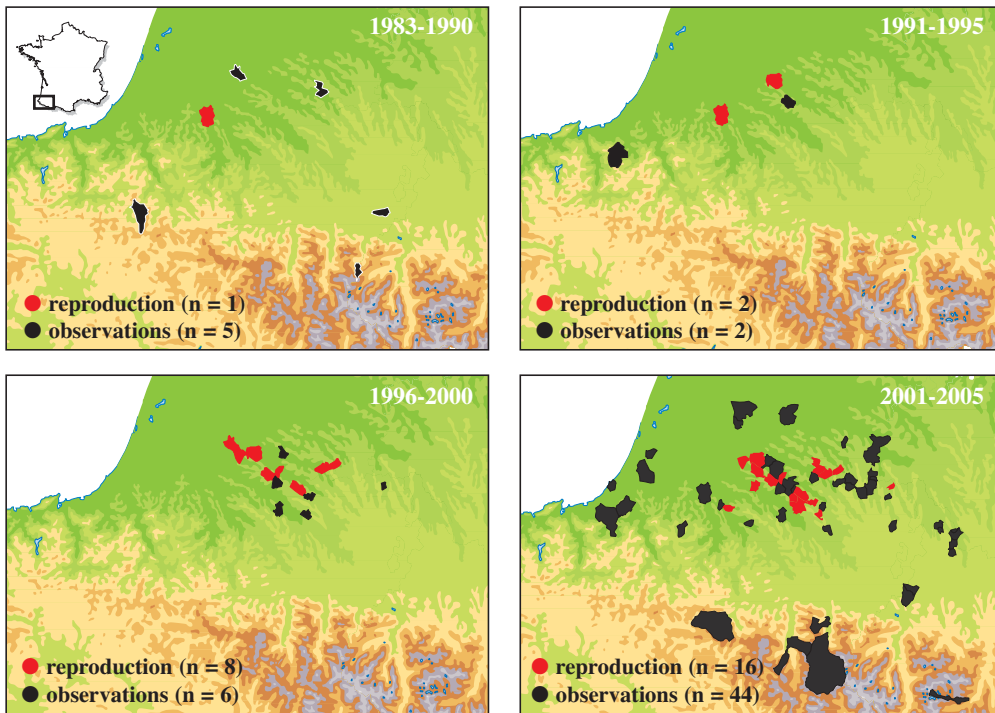 1983-1990
reproduction (n = 1)
observations (n = 5)
1991-1995
reproduction (n = 2)
observations (n = 2)
1996-2000
reproduction (n = 8)
observations (n = 6)
2001-2005
reproduction (n = 16)
observations (n = 44)